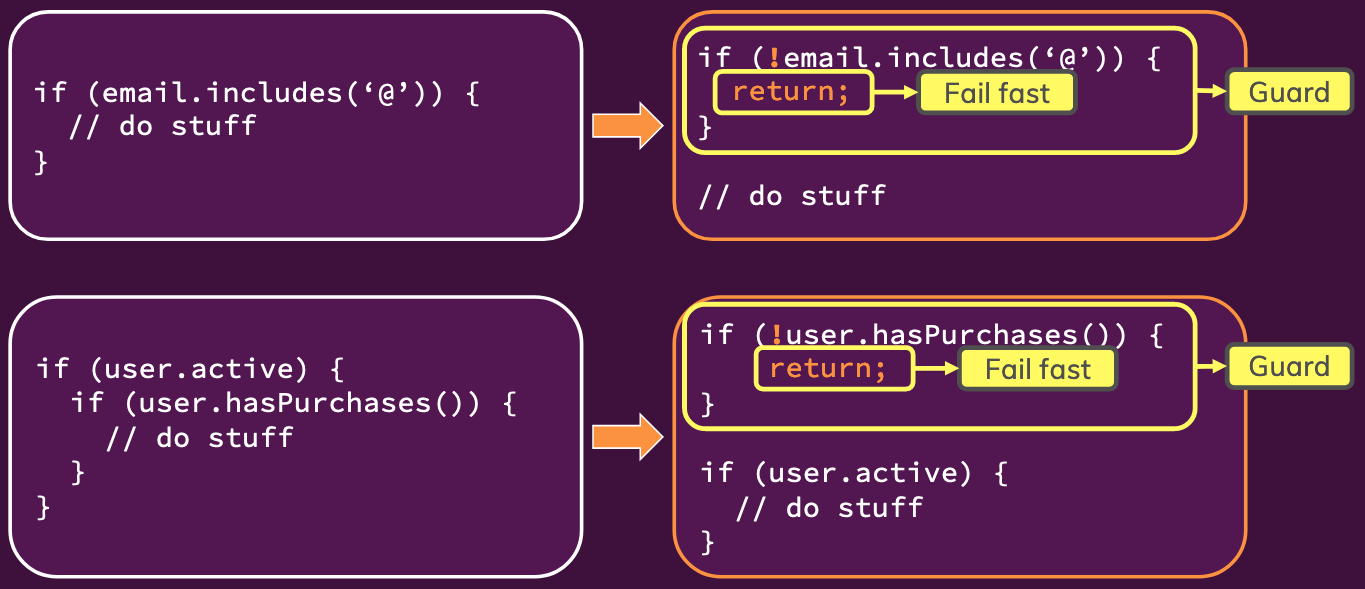 if (email.includes(‘@’)) {
// do stuff
}
if (!email.includes(‘@’)) {
return;
Fail fast
Guard
}
// do stuff
if (user.active) {
if (user.hasPurchases()) {
// do stuff
}
}
if (!user.hasPurchases()) {
return;
Fail fast
Guard
}
if (user.active) {
// do stuff
}